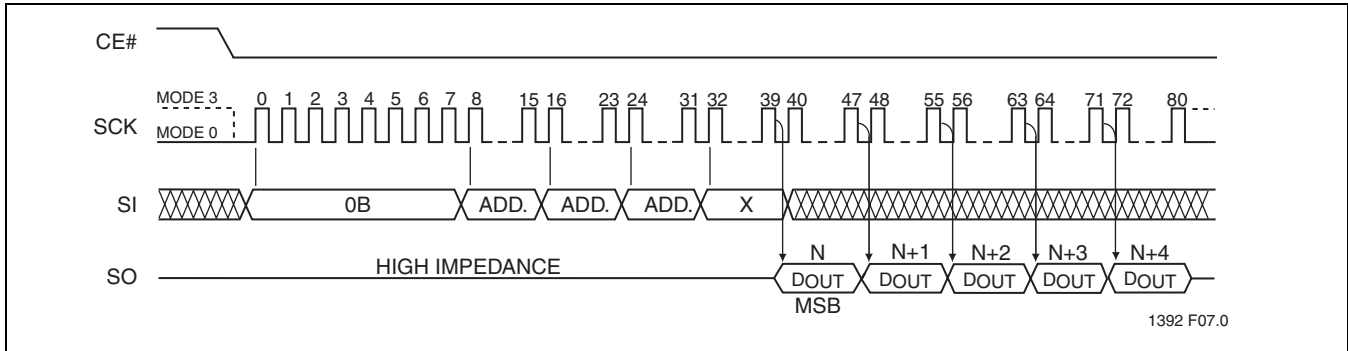 CE#
MODE 3
0 1 2 3 4 5 6 7 8 15 16 23 24 31 32 39 40 47 48 55 56 63 64 71 72 80
SCK
MODE 0
SI 0B ADD. ADD. ADD. X
N N+1 N+2 N+3 N+4
SO HIGH IMPEDANCE DOUT DOUT DOUT DOUT DOUT
MSB
1392 F07.0